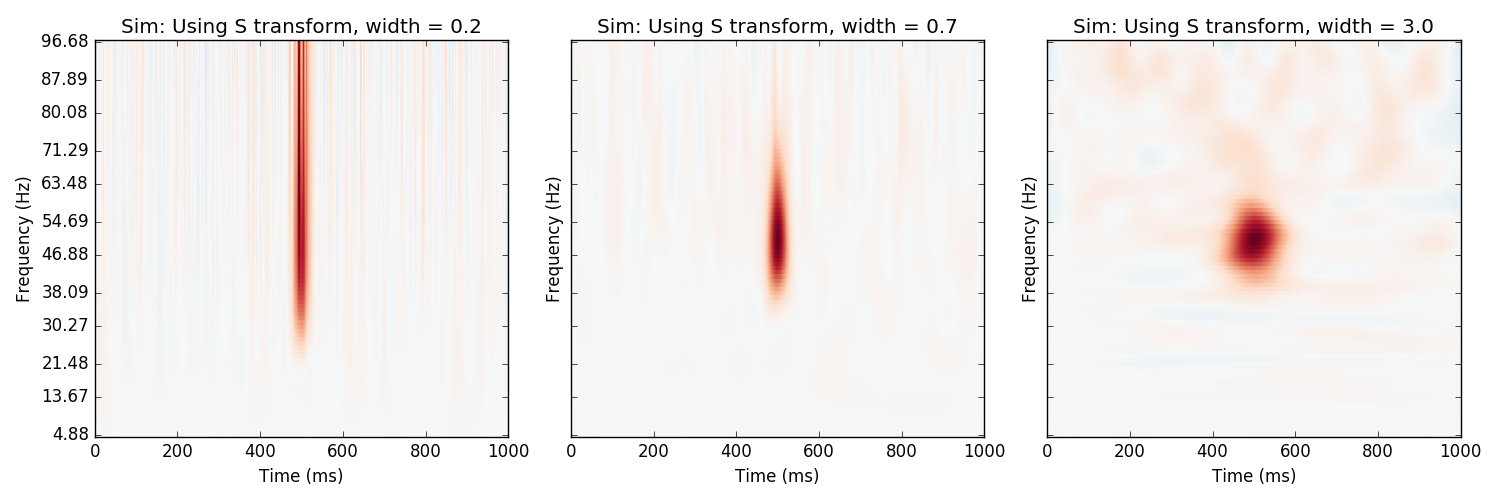 Sim: Using S transform, width = 0.2
Frequency (Hz)
96.68
87.89
80.08
71.29
63.48
54.69
46.88
38.09
30.27
21.48
13.67
4.88
0 200 400 600 800 1000
Time (ms)
Sim: Using S transform, width = 0.7
Frequency (Hz)
0 200 400 600 800 1000
Time (ms)
Sim: Using S transform, width = 3.0
Frequency (Hz)
0 200 400 600 800 1000
Time (ms)